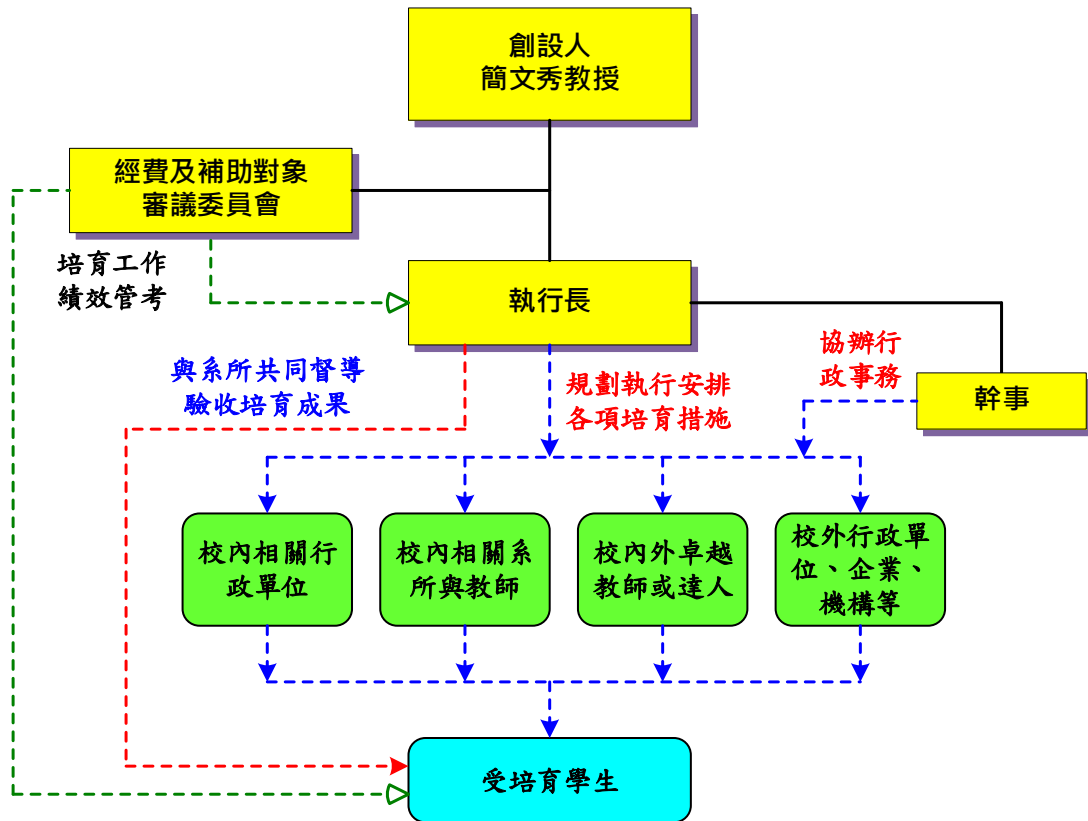 創設人
簡文秀教授
經費及補助對象
審議委員會
培育工作
績效管考
執行長
與系所共同督導
驗收培育成果
規劃執行安排
各項培育措施
協辦行
政事務
幹事
校內相關行
政單位
校內相關系
所與教師
校內外卓越
教師或達人
校外行政單
位、企業、
機構等
受培育學生